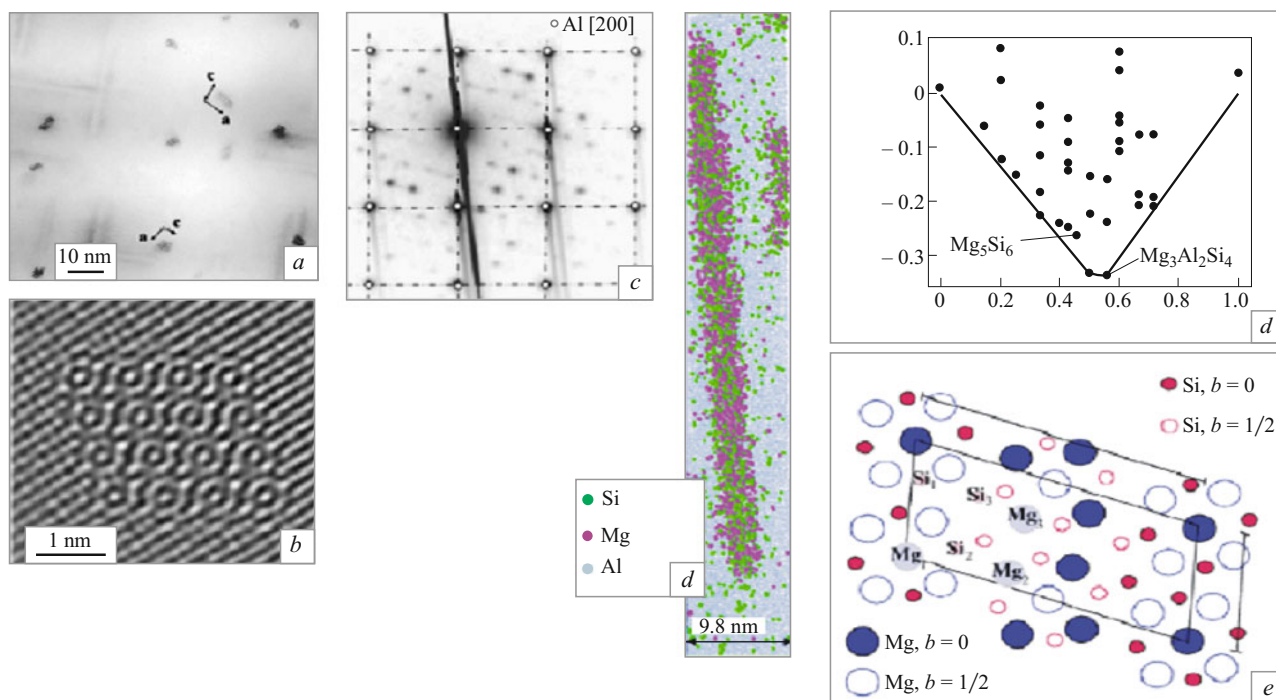 c
a
a
c
10 nm
a
1 nm
b
Al [200]
c
Si
Mg
Al
d
9.8 nm
0.1
0
− 0.1
− 0.2
− 0.3
Mg5Si6
Mg3Al2Si4
0 0.2 0.4 0.6 0.8 1.0
d
Si, b = 0
Si, b = 1/2
Si1
Si3
Mg3
Si2
Mg1
Mg2
Mg, b = 0
Mg, b = 1/2
e